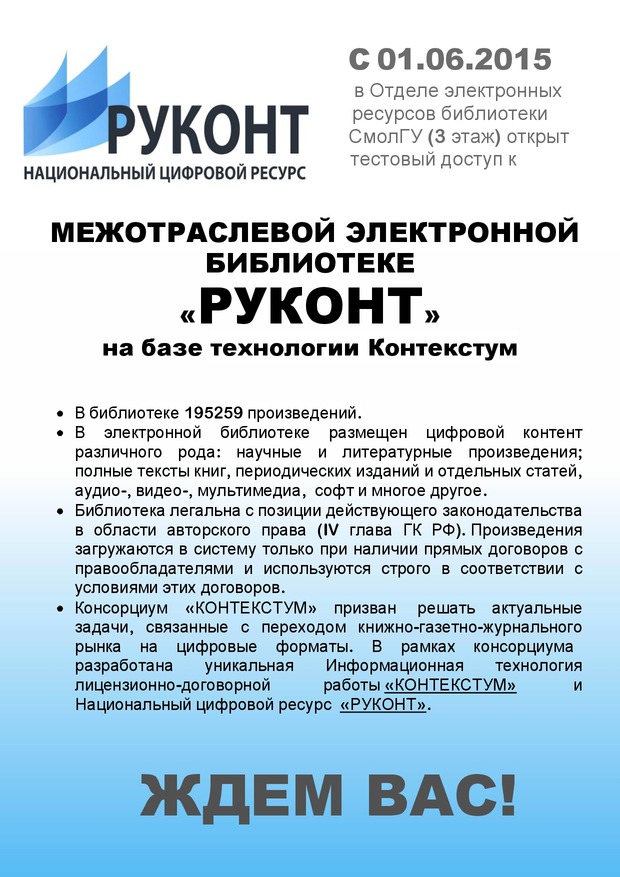 РУКОНТ
НАЦИОНАЛЬНЫЙ ЦИФРОВОЙ РЕСУРС
С 01.06.2015
в Отделе электронных
ресурсов библиотеки
СмолГУ (3 этаж) открыт
тестовый доступ к
МЕЖОТРАСЛЕВОЙ ЭЛЕКТРОННОЙ
БИБЛИОТЕКЕ
«РУКОНТ»
на базе технологии Контекстум
• В библиотеке 195259 произведений.
• В электронной библиотеке размещен цифровой контент
различного рода: научные и литературные произведения;
полные тексты книг, периодических изданий и отдельных статей,
аудио-, видео-, мультимедиа, софт и многое другое.
• Библиотека легальна с позиции действующего законодательства
в области авторского права (IV глава ГК РФ). Произведения
загружаются в систему только при наличии прямых договоров с
правообладателями и используются строго в соответствии с
условиями этих договоров.
• Консорциум «КОНТЕКСТУМ» призван решать актуальные
задачи, связанные с переходом книжно-газетно-журнального
рынка на цифровые форматы. В рамках консорциума
разработана уникальная Информационная технология
лицензионно-договорной работы «КОНТЕКСТУМ» и
Национальный цифровой ресурс «РУКОНТ».
ЖДЕМ ВАС!